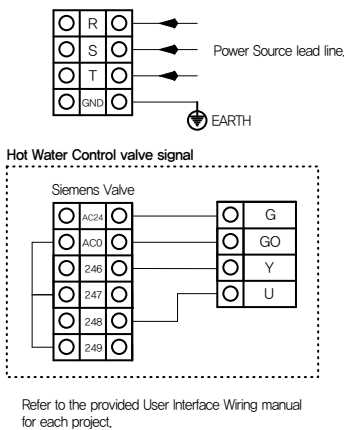 R
S
T
GND
Power Source lead line.
EARTH
Hot Water Control valve signal
Siemens Valve
AC24
AC0
246
247
248
249
G
GO
Y
U
Refer to the provided User Interface Wiring manual
for each project.